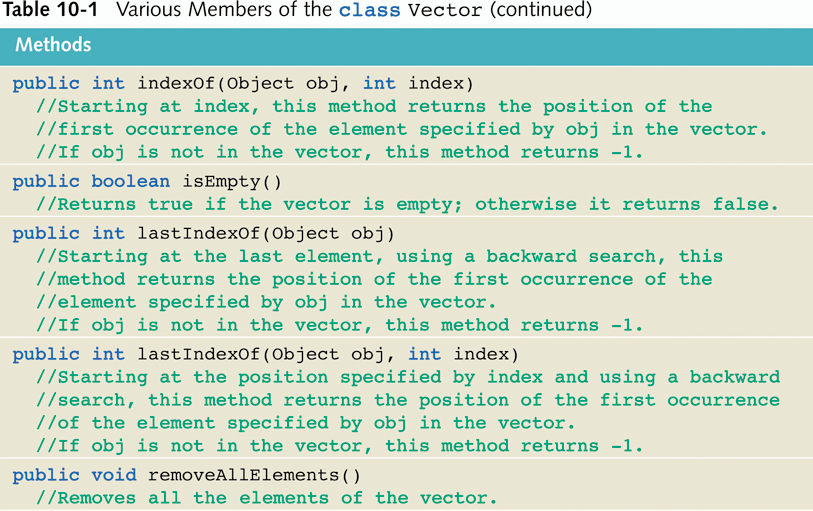 Table 10-1 Various Members of the class Vector (continued)
Methods
public int indexOf(Object obj, int index)
//Starting at index, this method returns the position of the
//first occurrence of the element specified by obj in the vector.
//If obj is not in the vector, this method returns -1.
public boolean isEmpty()
//Returns true if the vector is empty; otherwise it returns false.
public int lastIndexOf(Object obj)
//Starting at the last element, using a backward search, this
//method returns the position of the first occurrence of the
//element specified by obj in the vector.
//If obj is not in the vector, this method returns -1.
public int lastIndexOf(Object obj, int index)
//Starting at the position specified by index and using a backward
//search, this method returns the position of the first occurrence
//of the element specified by obj in the vector.
//If obj is not in the vector, this method returns -1.
public void removeAllElements()
//Removes all the elements of the vector.